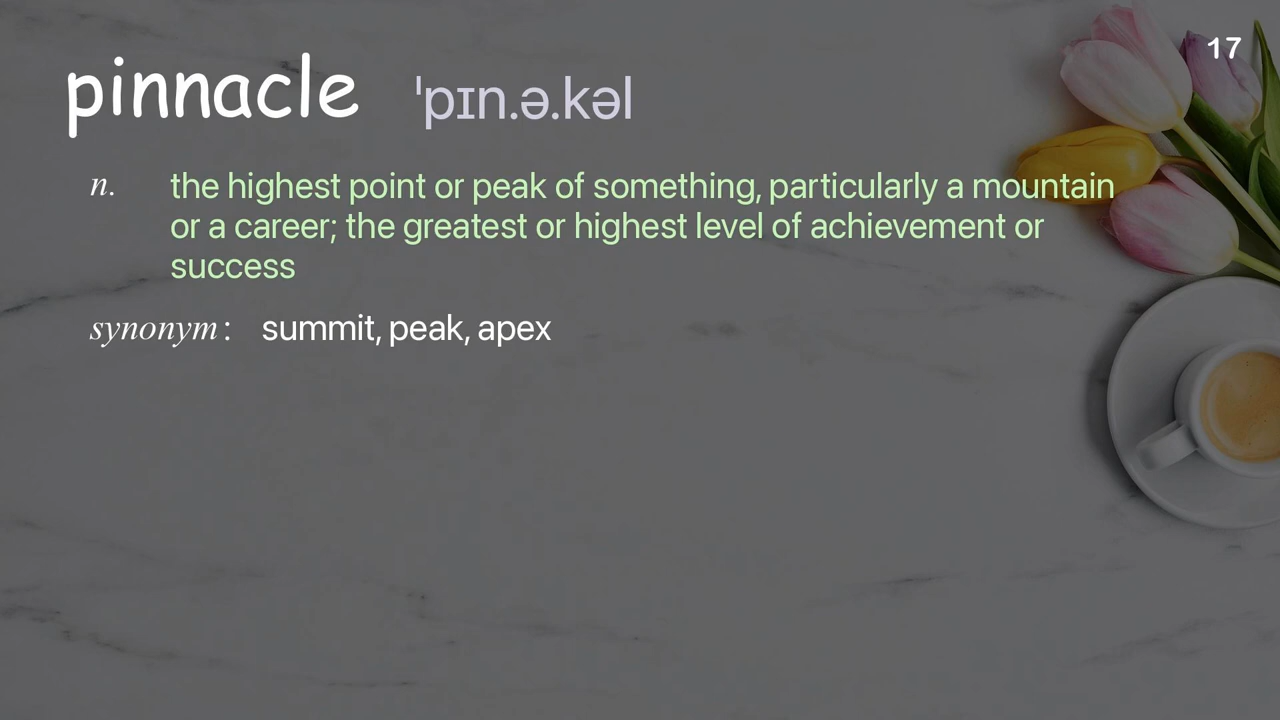 17
pinnacle ˈpɪn.ə.kəl
n. the highest point or peak of something, particularly a mountain
or a career; the greatest or highest level of achievement or
success
synonym: summit, peak, apex